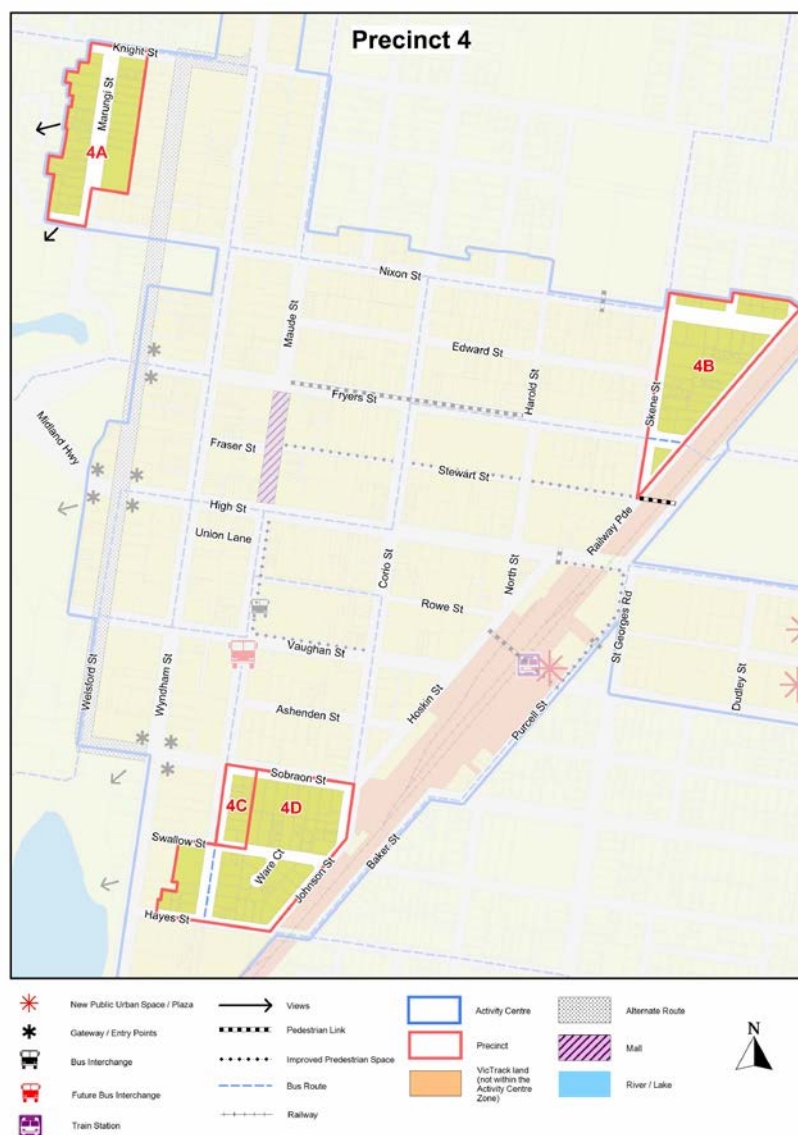 Precinct 4
Knight St
Marungi St
4A
Nixon St
Maude St
Edward St
4B
Harold St
Skene St
Fryers St
Midland Hwy
Fraser St
Stewart St
High St
Railway Pde
Union Lane
Corio St
North St
Rowe St
St Georges Rd
Vaughan St
Welsford St
Wyndham St
Dudley St
Hoskin St
Ashenden St
Purcell St
Sobraon St
4C
4D
Swallow St
Ware Ct
Johnson St
Baker St
Hayes St
New Public Urban Space / Plaza
Gateway / Entry Points
Bus Interchange
Future Bus Interchange
Train Station
Views
Pedestrian Link
Improved Predestrian Space
Bus Route
Railway
Activity Centre
Precinct
VicTrack land
(not within the
Activity Centre
Zone)
Alternate Route
Mall
River / Lake
N